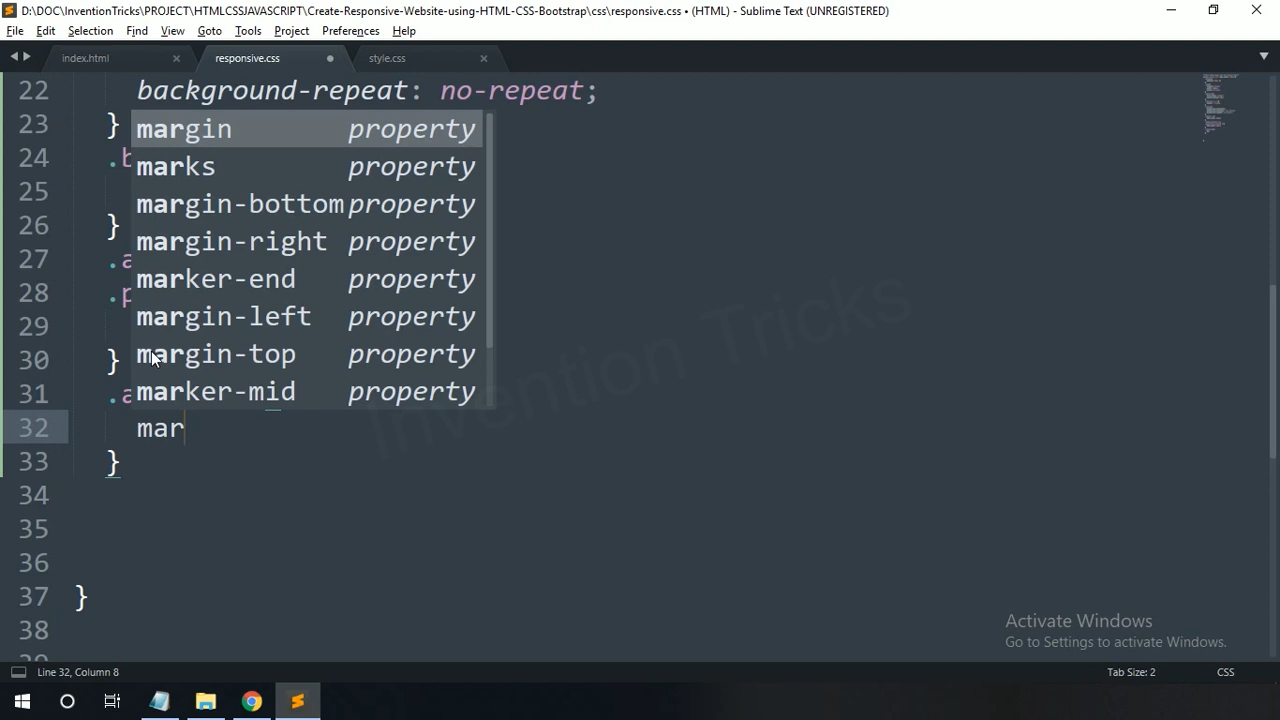 D:\DOC\InventionTricks\PROJECT\HTMLCSSJAVASCRIPT\Create-Responsive-Website-using-HTML-CSS-Bootstrap\css\responsive.css • (HTML) - Sublime Text (UNREGISTERED)
File Edit Selection Find View Goto Tools Project Preferences Help
index.html responsive.css style.css
22 background-repeat: no-repeat;
23 } margin property
marks property
24 .b
margin-bottom property
25
26 } margin-right property
27 .a marker-end property
28 .p margin-left property
29
30 } margin-top property
31 .a marker-mid property
32 mar
33 }
34
35
36
37 }
38
Invention Tricks
Activate Windows
Go to Settings to activate Windows.
Line 32, Column 8 Tab Size: 2 CSS